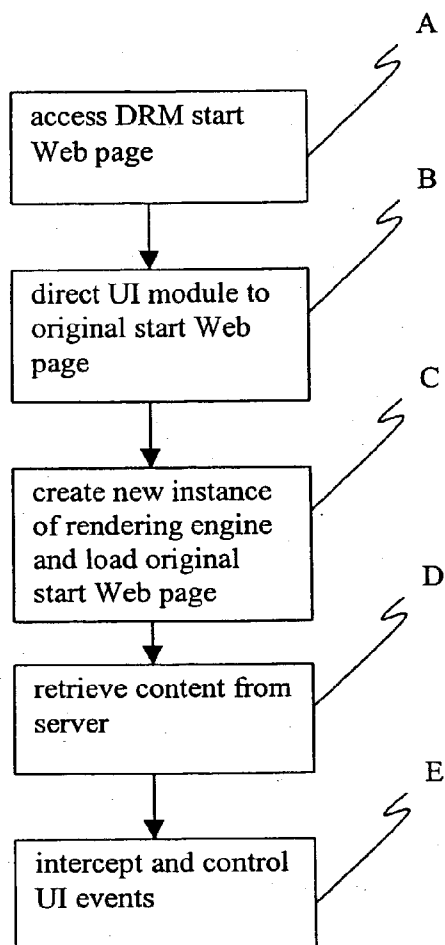 A
access DRM start
Web page
B
direct UI module to
original start Web
page
C
create new instance
of rendering engine
and load original
start Web page
D
retrieve content from
server
E
intercept and control
UI events